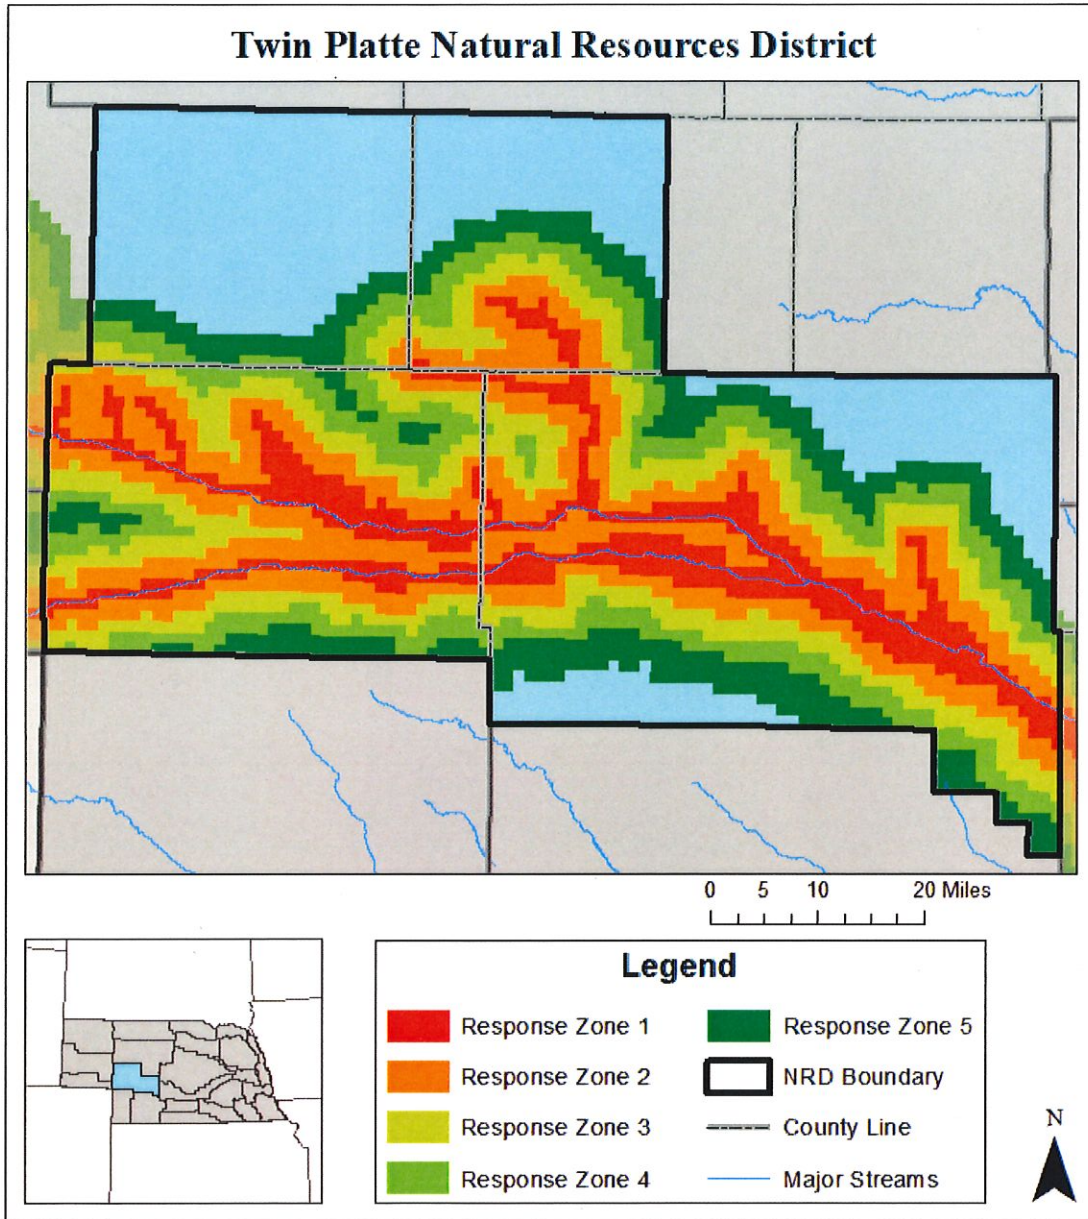 Twin Platte Natural Resources District
0 5 10 20 Miles
Legend
Response Zone 1
Response Zone 2
Response Zone 3
Response Zone 4
Response Zone 5
NRD Boundary
County Line
Major Streams
N